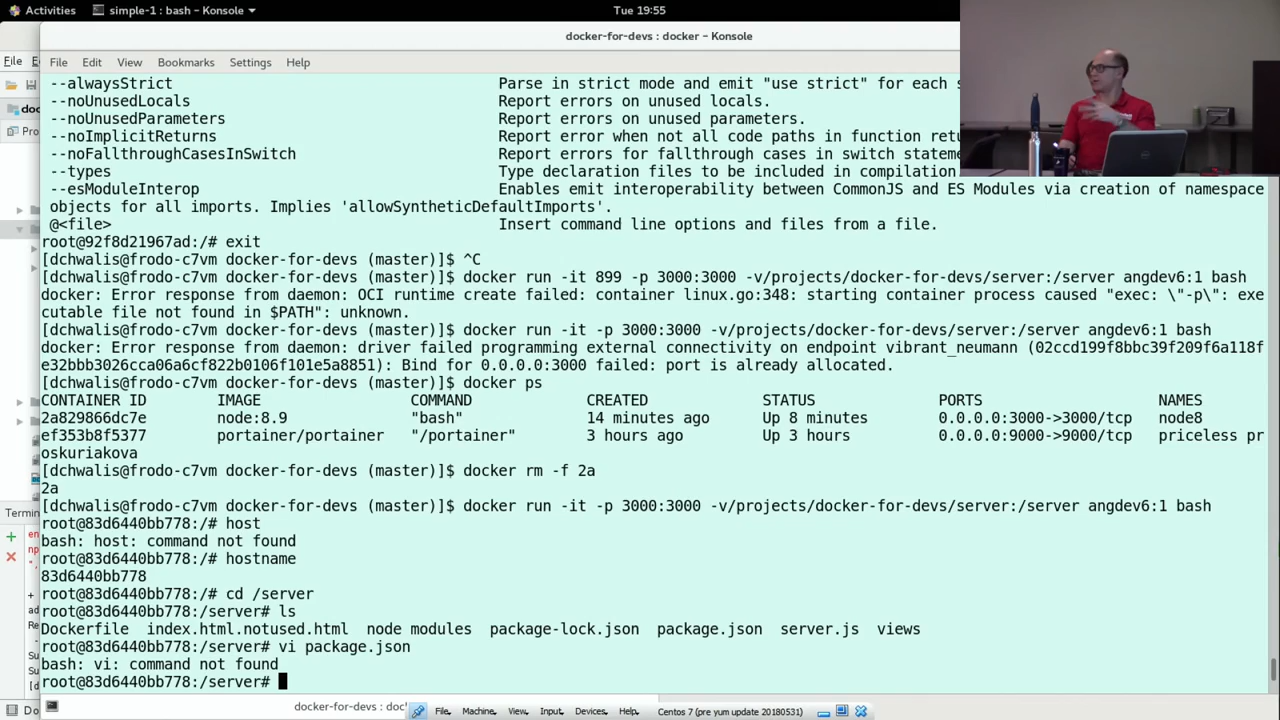 Activities simple-1 : bash – Konsole Tue 19:55
docker-for-devs : docker – Konsole
File File Edit View Bookmarks Settings Help
--alwaysStrict Parse in strict mode and emit "use strict" for each s
--noUnusedLocals Report errors on unused locals.
--noUnusedParameters Report errors on unused parameters.
--noImplicitReturns Report error when not all code paths in function retu
--noFallthroughCasesInSwitch Report errors for fallthrough cases in switch stateme
--types Type declaration files to be included in compilation
--esModuleInterop Enables emit interoperability between CommonJS and ES Modules via creation of namespace
objects for all imports. Implies 'allowSyntheticDefaultImports'.
@<file> Insert command line options and files from a file.
root@92f8d21967ad:/# exit
[dchwalis@frodo-c7vm docker-for-devs (master)]$ ^C
[dchwalis@frodo-c7vm docker-for-devs (master)]$ docker run -it 899 -p 3000:3000 -v/projects/docker-for-devs/server:/server angdev6:1 bash
docker: Error response from daemon: OCI runtime create failed: container linux.go:348: starting container process caused "exec: \"-p\": exe
cutable file not found in $PATH": unknown.
[dchwalis@frodo-c7vm docker-for-devs (master)]$ docker run -it -p 3000:3000 -v/projects/docker-for-devs/server:/server angdev6:1 bash
docker: Error response from daemon: driver failed programming external connectivity on endpoint vibrant_neumann (02ccd199f8bbc39f209f6a118f
e32bbb3026cca06a6cf822b0106f101e5a8851): Bind for 0.0.0.0:3000 failed: port is already allocated.
[dchwalis@frodo-c7vm docker-for-devs (master)]$ docker ps
CONTAINER ID IMAGE COMMAND CREATED STATUS PORTS NAMES
2a829866dc7e node:8.9 "bash" 14 minutes ago Up 8 minutes 0.0.0.0:3000->3000/tcp node8
ef353b8f5377 portainer/portainer "/portainer" 3 hours ago Up 3 hours 0.0.0.0:9000->9000/tcp priceless pr
oskuriakova
[dchwalis@frodo-c7vm docker-for-devs (master)]$ docker rm -f 2a
2a
[dchwalis@frodo-c7vm docker-for-devs (master)]$ docker run -it -p 3000:3000 -v/projects/docker-for-devs/server:/server angdev6:1 bash
root@83d6440bb778:/# host
bash: host: command not found
root@83d6440bb778:/# hostname
83d6440bb778
root@83d6440bb778:/# cd /server
root@83d6440bb778:/server# ls
Dockerfile index.html.notused.html node modules package-lock.json package.json server.js views
root@83d6440bb778:/server# vi package.json
bash: vi: command not found
root@83d6440bb778:/server#
docker-for-devs : doc File Machine View Input Devices Help Centos 7 (pre yum update 20180531)